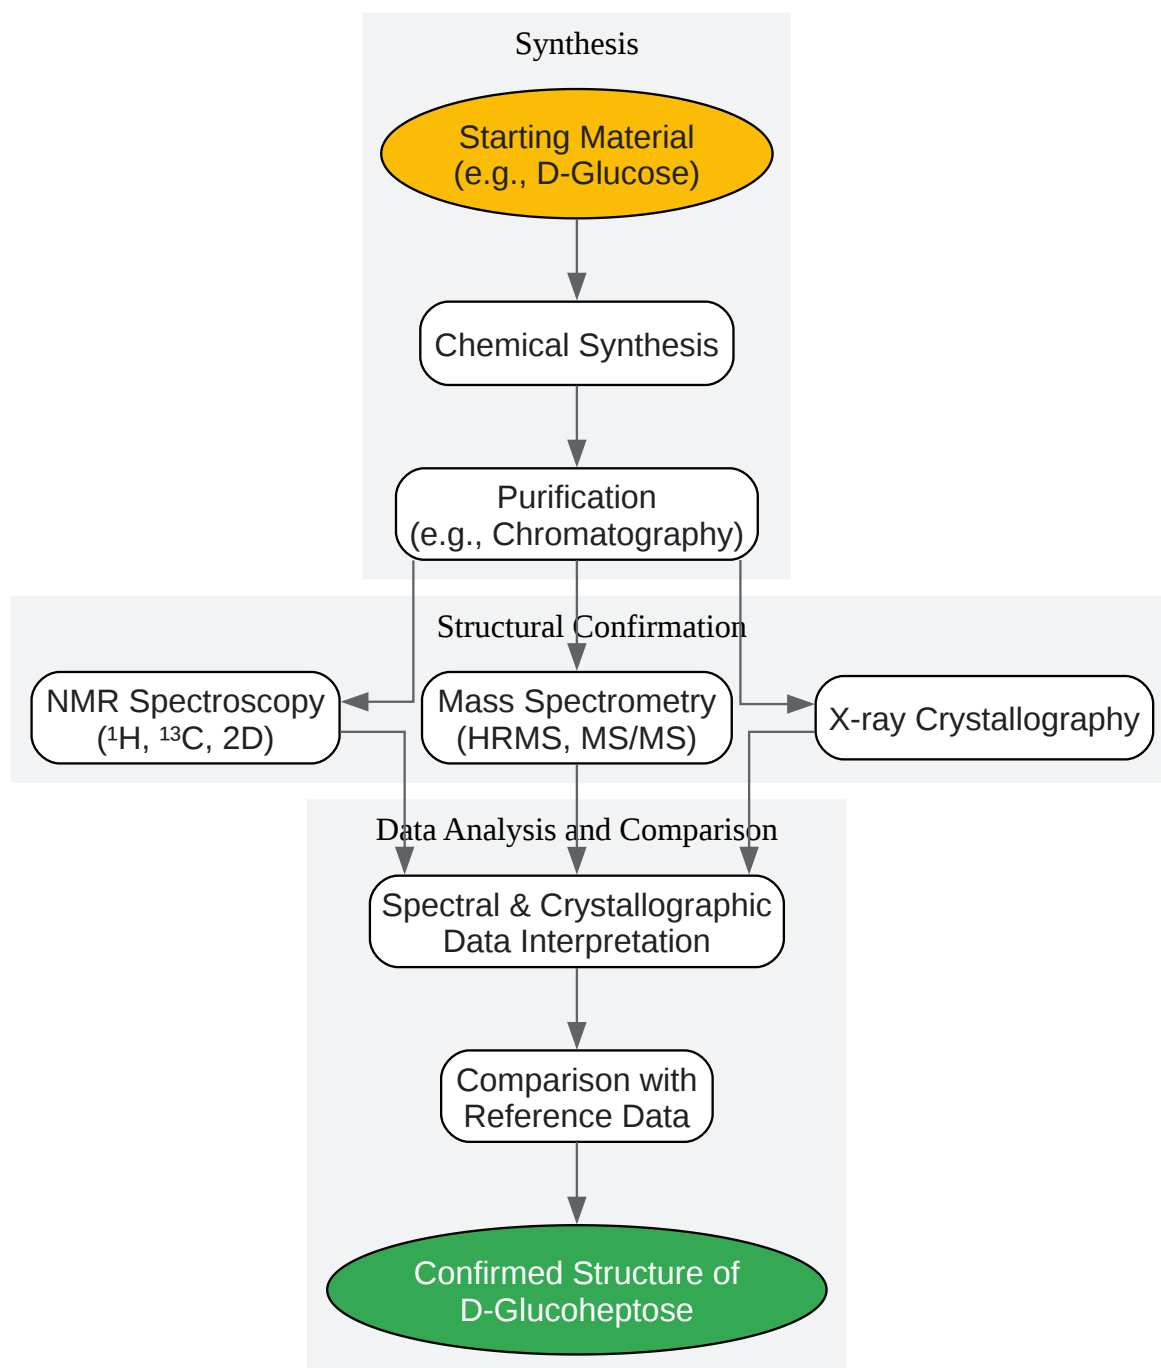 Synthesis
Starting Material
(e.g., D-Glucose)
Chemical Synthesis
Purification
(e.g., Chromatography)
Structural Confirmation
NMR Spectroscopy
(¹H, ¹³C, 2D)
Mass Spectrometry
(HRMS, MS/MS)
X-ray Crystallography
Data Analysis and Comparison
Spectral & Crystallographic
Data Interpretation
Comparison with
Reference Data
Confirmed Structure of
D-Glucoheptose